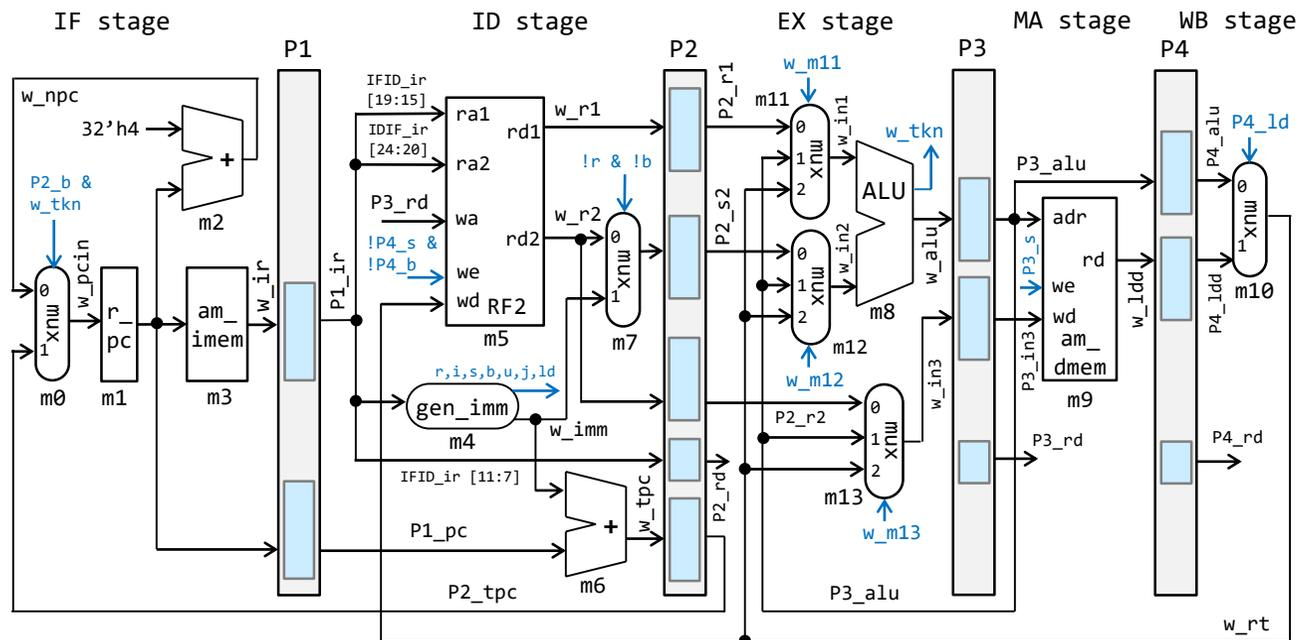 IF stage
ID stage
EX stage
MA stage
WB stage
P1
P2
P3
P4
w_npc
32'h4
+
m2
P2_b &
w_tkn
0
1
mux
m0
w_pcin
r_
pc
m1
am_
imem
m3
w_ir
P1_ir
IFID_ir
[19:15]
IDIF_ir
[24:20]
P3_rd
!P4_s &
!P4_b
ra1
ra2
wa
we
wd
rd1
rd2
RF2
m5
w_r1
w_r2
!r & !b
0
1
mux
m7
r,i,s,b,u,j,ld
gen_imm
m4
w_imm
IFID_ir [11:7]
P1_pc
+
m6
w_tpc
P2_tpc
P2_r1
P2_s2
P2_r2
P2_rd
w_m11
m11
0
1
2
mux
w_in1
0
1
2
mux
w_in2
m12
w_m12
ALU
m8
w_tkn
w_alu
0
1
2
mux
m13
w_m13
w_in3
P3_alu
P3_alu
P3_s
P3_in3
adr
rd
we
wd
am_
dmem
m9
P3_rd
w_ldd
P4_alu
P4_ldd
P4_ld
0
1
mux
m10
P4_rd
w_rt